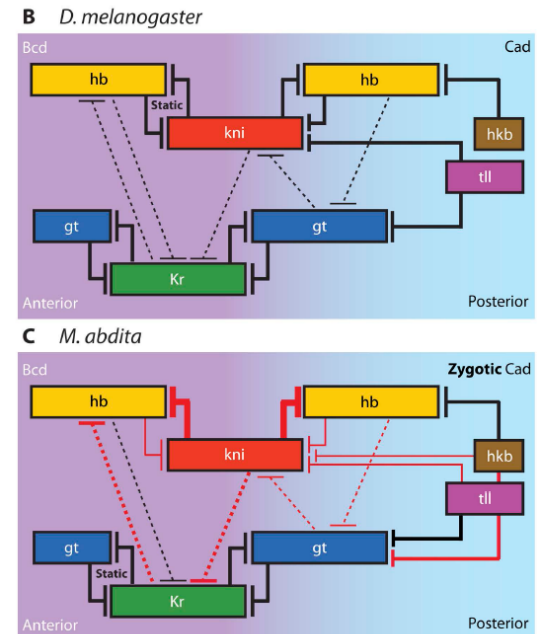 B D. melanogaster
Bcd Cad
hb hb
Static
kni hkb
tll
gt gt
Kr
Anterior Posterior
C M. abdita
Bcd Zygotic Cad
hb hb
kni hkb
tll
gt gt
Static
Kr
Anterior Posterior